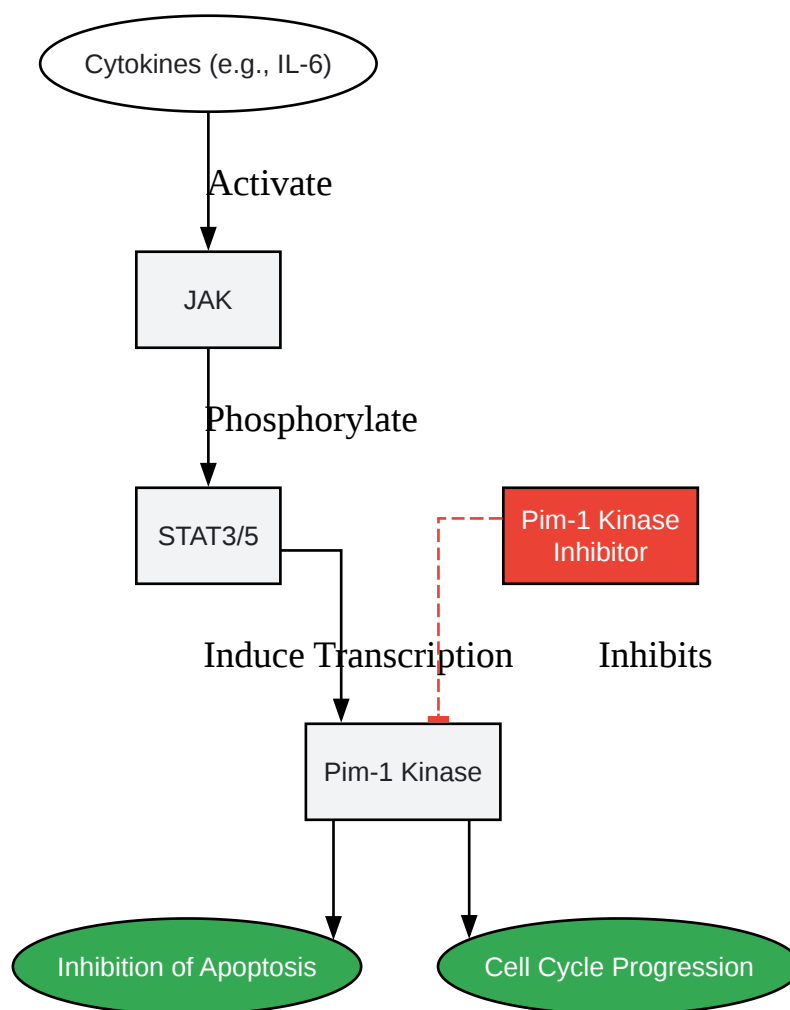 Cytokines (e.g., IL-6)
Activate
JAK
Phosphorylate
STAT3/5
Pim-1 Kinase
Inhibitor
Induce Transcription
Inhibits
Pim-1 Kinase
Inhibition of Apoptosis
Cell Cycle Progression